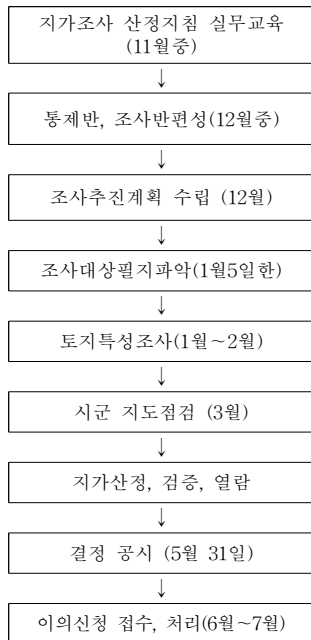 지가조사 산정지침 실무교육
(11월중)
↓
통제반, 조사반편성(12월중)
↓
조사추진계획 수립 (12월)
↓
조사대상필지파악(1월5일한)
↓
토지특성조사(1월~2월)
↓
시군 지도점검 (3월)
↓
지가산정, 검증, 열람
↓
결정 공시 (5월 31일)
↓
이의신청 접수, 처리(6월~7월)